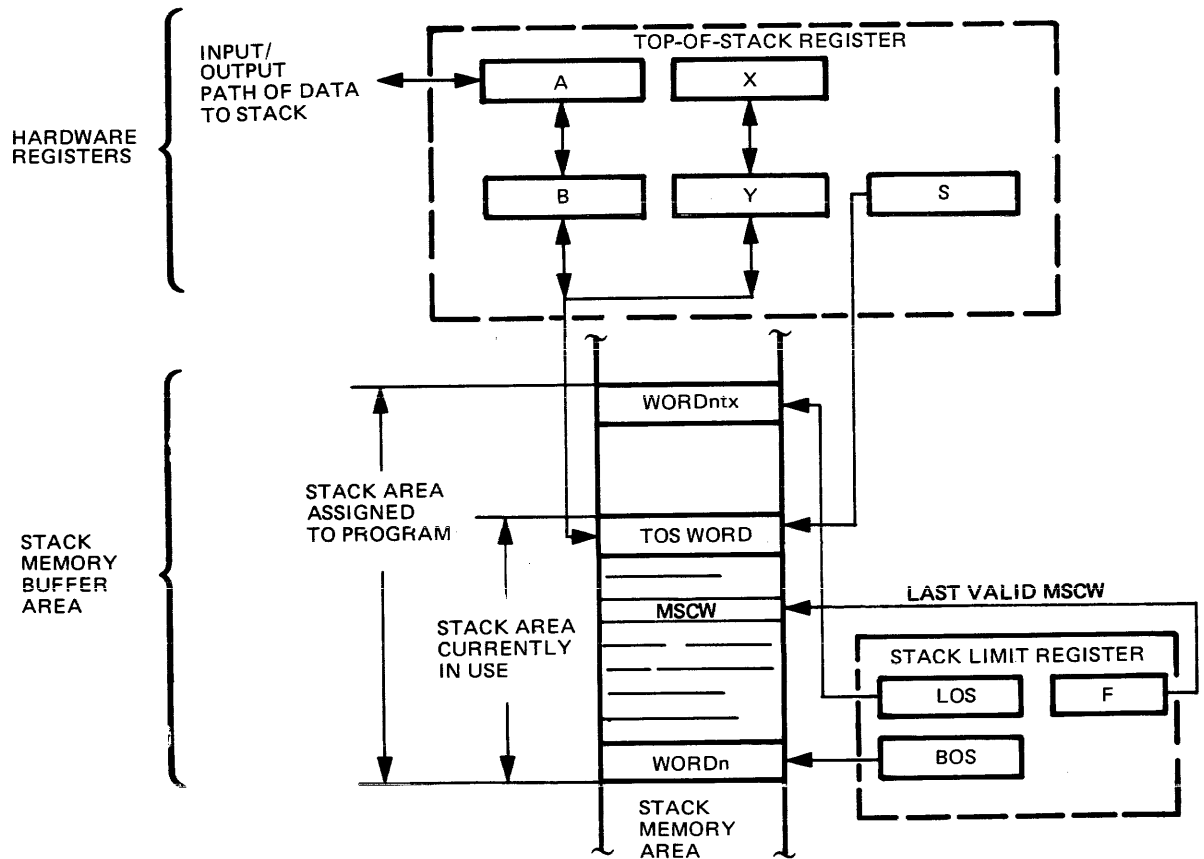 TOP-OF-STACK REGISTER
INPUT/
OUTPUT
PATH OF DATA
TO STACK
A
X
HARDWARE
REGISTERS
B
Y
S
WORDntx
STACK AREA
ASSIGNED
TO PROGRAM
TOS WORD
STACK
MEMORY
BUFFER
AREA
LAST VALID MSCW
MSCW
STACK AREA
CURRENTLY
IN USE
STACK LIMIT REGISTER
LOS
F
WORDn
BOS
STACK
MEMORY
AREA